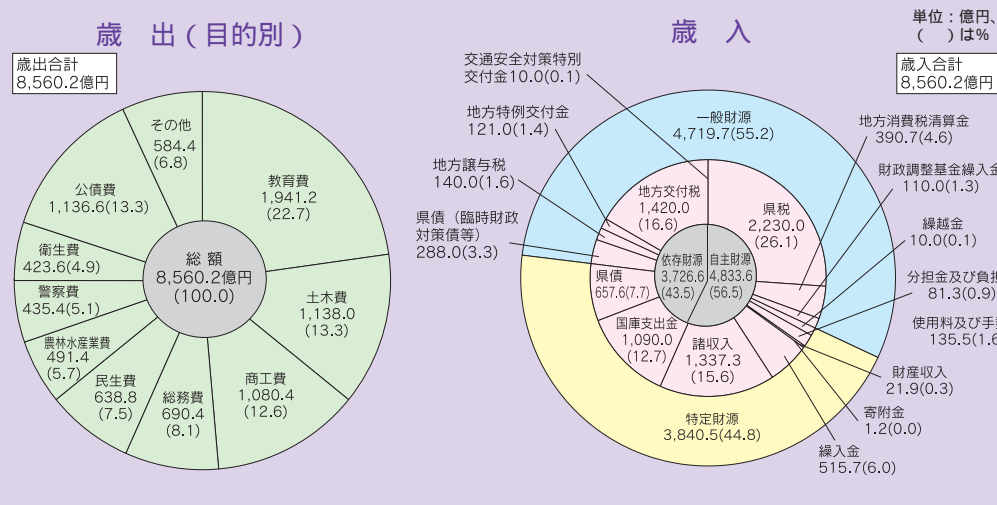 歳 出（目的別）
歳出合計
8,560.2億円
その他
584.4
(6.8)
教育費
1,941.2
(22.7)
公債費
1,136.6(13.3)
衛生費
423.6(4.9)
警察費
435.4(5.1)
農林水産業費
491.4
(5.7)
民生費
638.8
(7.5)
総務費
690.4
(8.1)
商工費
1,080.4
(12.6)
土木費
1,138.0
(13.3)
総 額
8,560.2億円
(100.0)
歳 入
単位：億円、
（ ）は%
歳入合計
8,560.2億円
交通安全対策特別
交付金10.0(0.1)
地方特例交付金
121.0(1.4)
地方譲与税
140.0(1.6)
県債（臨時財政
対策債等）
288.0(3.3)
一般財源
4,719.7(55.2)
地方消費税清算金
390.7(4.6)
財政調整基金繰入金
110.0(1.3)
繰越金
10.0(0.1)
分担金及び負担
81.3(0.9)
使用料及び手
135.5(1.6
財産収入
21.9(0.3)
寄附金
1.2(0.0)
繰入金
515.7(6.0)
地方交付税
1,420.0
(16.6)
県税
2,230.0
(26.1)
依存財源
3,726.6
(43.5)
自主財源
4,833.6
(56.5)
県債
657.6(7.7)
国庫支出金
1,090.0
(12.7)
諸収入
1,337.3
(15.6)
特定財源
3,840.5(44.8)